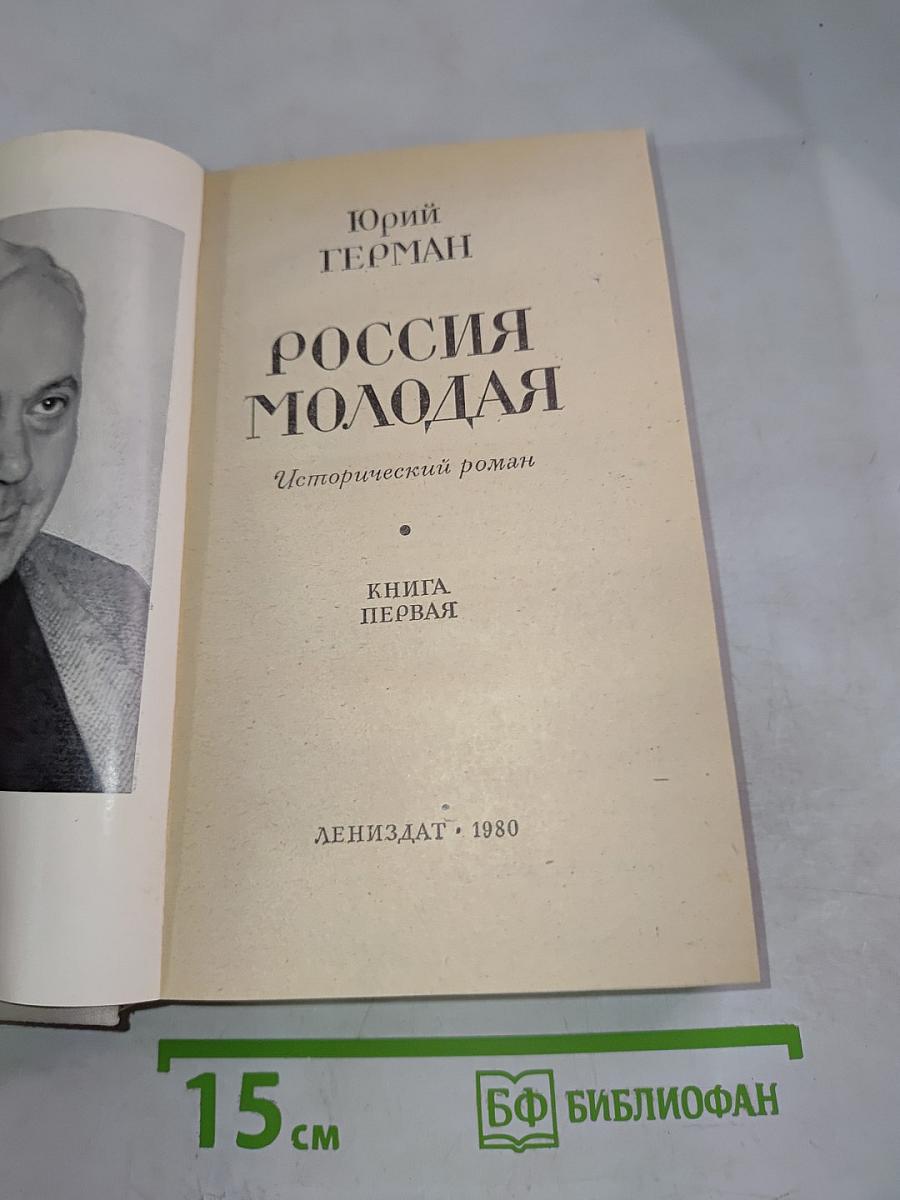 Юрий
ГЕРМАН
РОССИЯ
МОЛОДАЯ
Исторический роман
КНИГА
ПЕРВАЯ
ЛЕНИЗДАТ • 1980
15 см
БФ БИБЛИОФАН